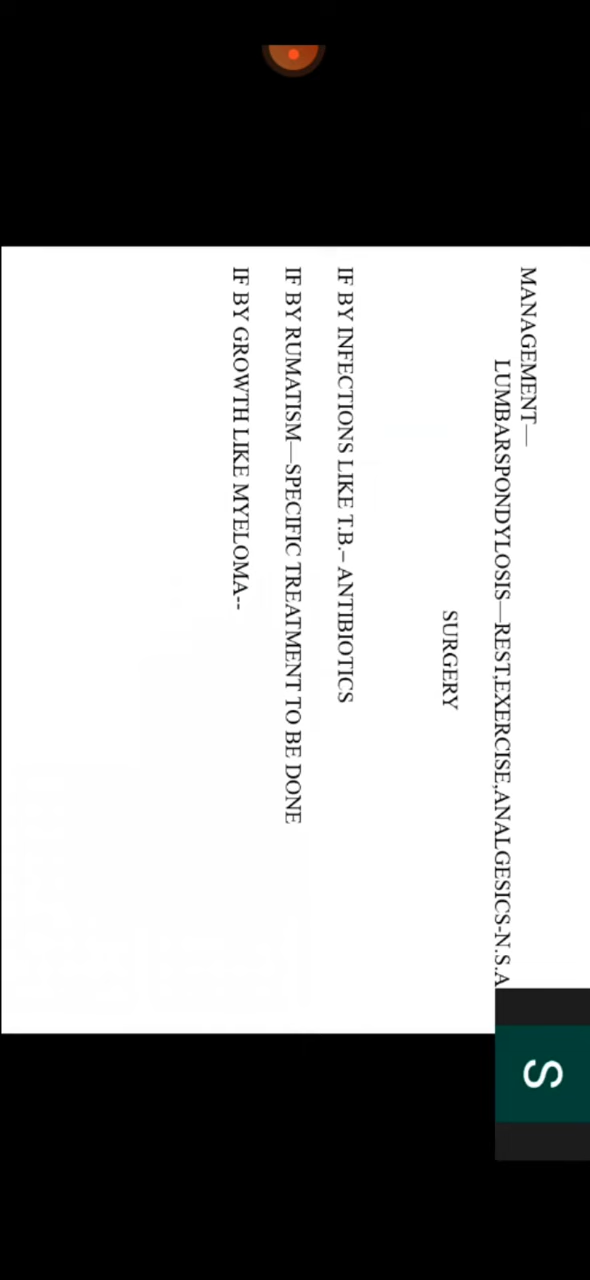 MANAGEMENT—
LUMBARSPONDYLOSIS—REST,EXERCISE,ANALGESICS-N.S.A
SURGERY
IF BY INFECTIONS LIKE T.B.– ANTIBIOTICS
IF BY RUMATISM—SPECIFIC TREATMENT TO BE DONE
IF BY GROWTH LIKE MYELOMA--
S